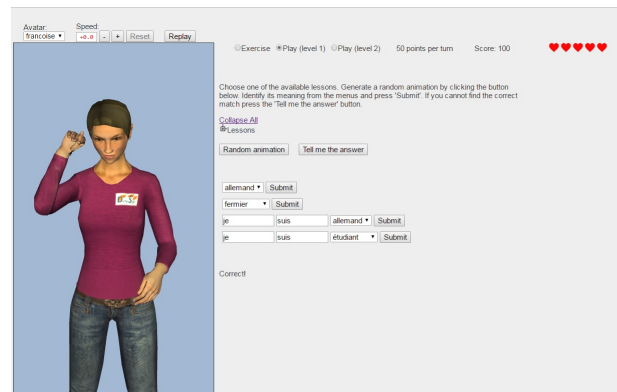 Avatar: Speed:
francoise +0.0 - + Reset Replay
Exercise Play (level 1) Play (level 2) 50 points per turn Score: 100
Choose one of the available lessons. Generate a random animation by clicking the button
below. Identify its meaning from the menus and press 'Submit'. If you cannot find the correct
match press the 'Tell me the answer' button.
Collapse All
Lessons
Random animation Tell me the answer
allemand Submit
fermier Submit
je suis allemand Submit
je suis étudiant Submit
Correct!